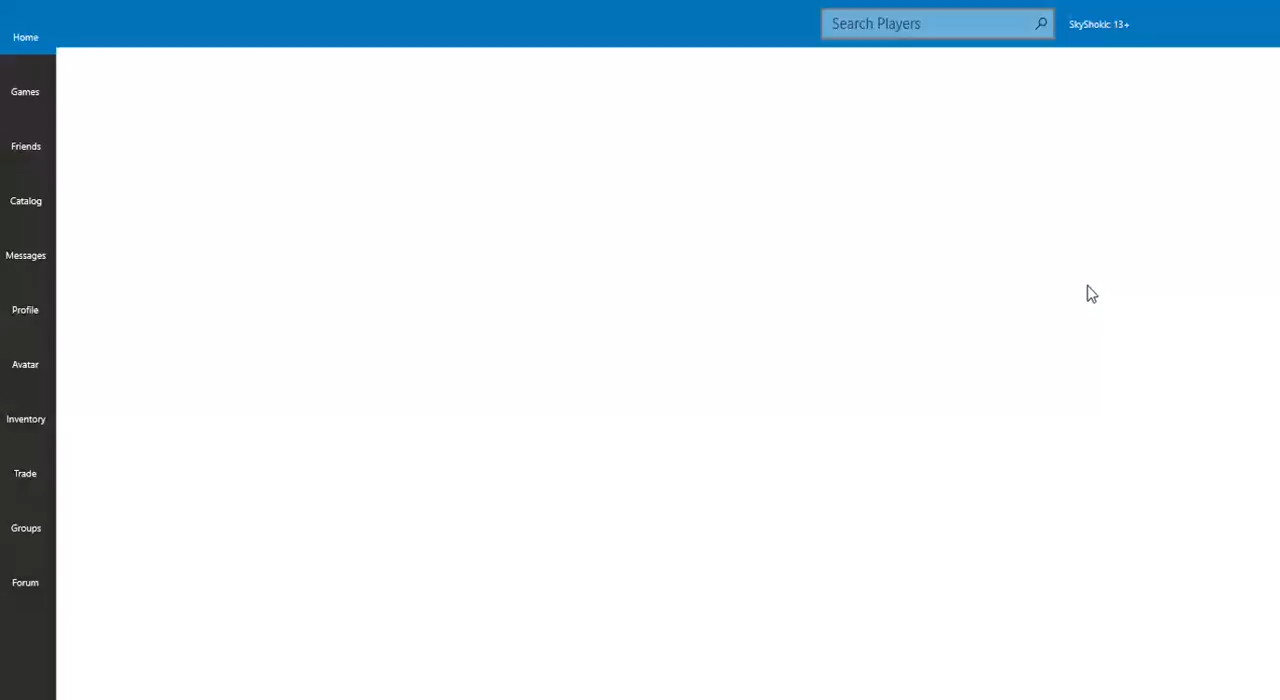 Home
Search Players
SkyShokic: 13+
Games
Friends
Catalog
Messages
Profile
Avatar
Inventory
Trade
Groups
Forum